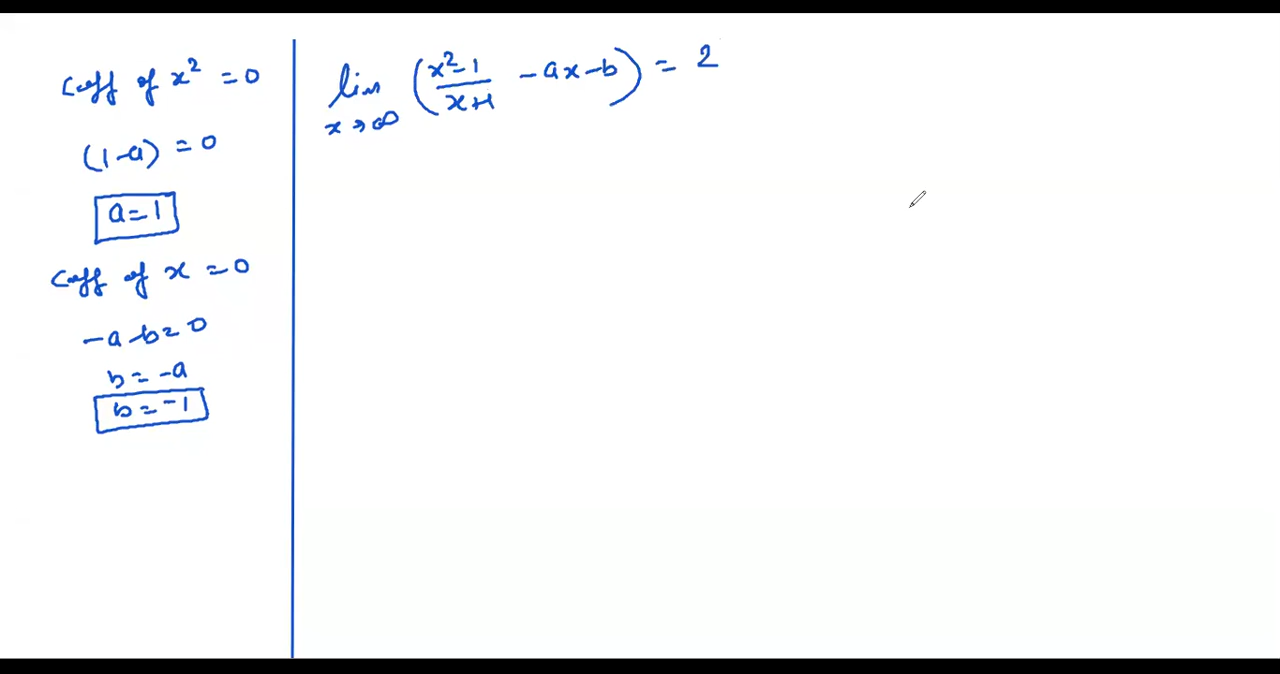 Coeff of x² = 0
(1-a) = 0
a = 1
Coeff of x = 0
-a - b = 0
b = -a
b = -1
lim x→∞ ( (x²-1)/(x+1) - ax - b ) = 2